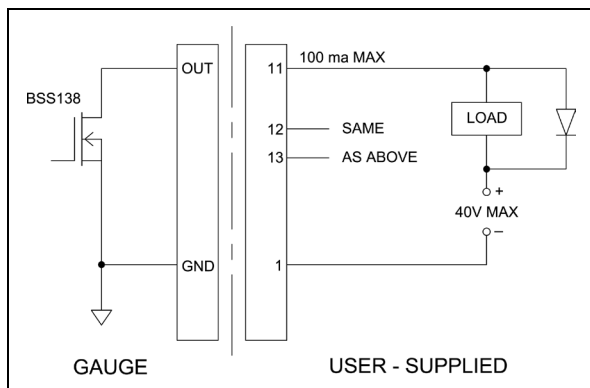 BSS138
OUT
GND
11
100 ma MAX
12
SAME
13
AS ABOVE
LOAD
+
40V MAX
–
1
GAUGE
USER - SUPPLIED